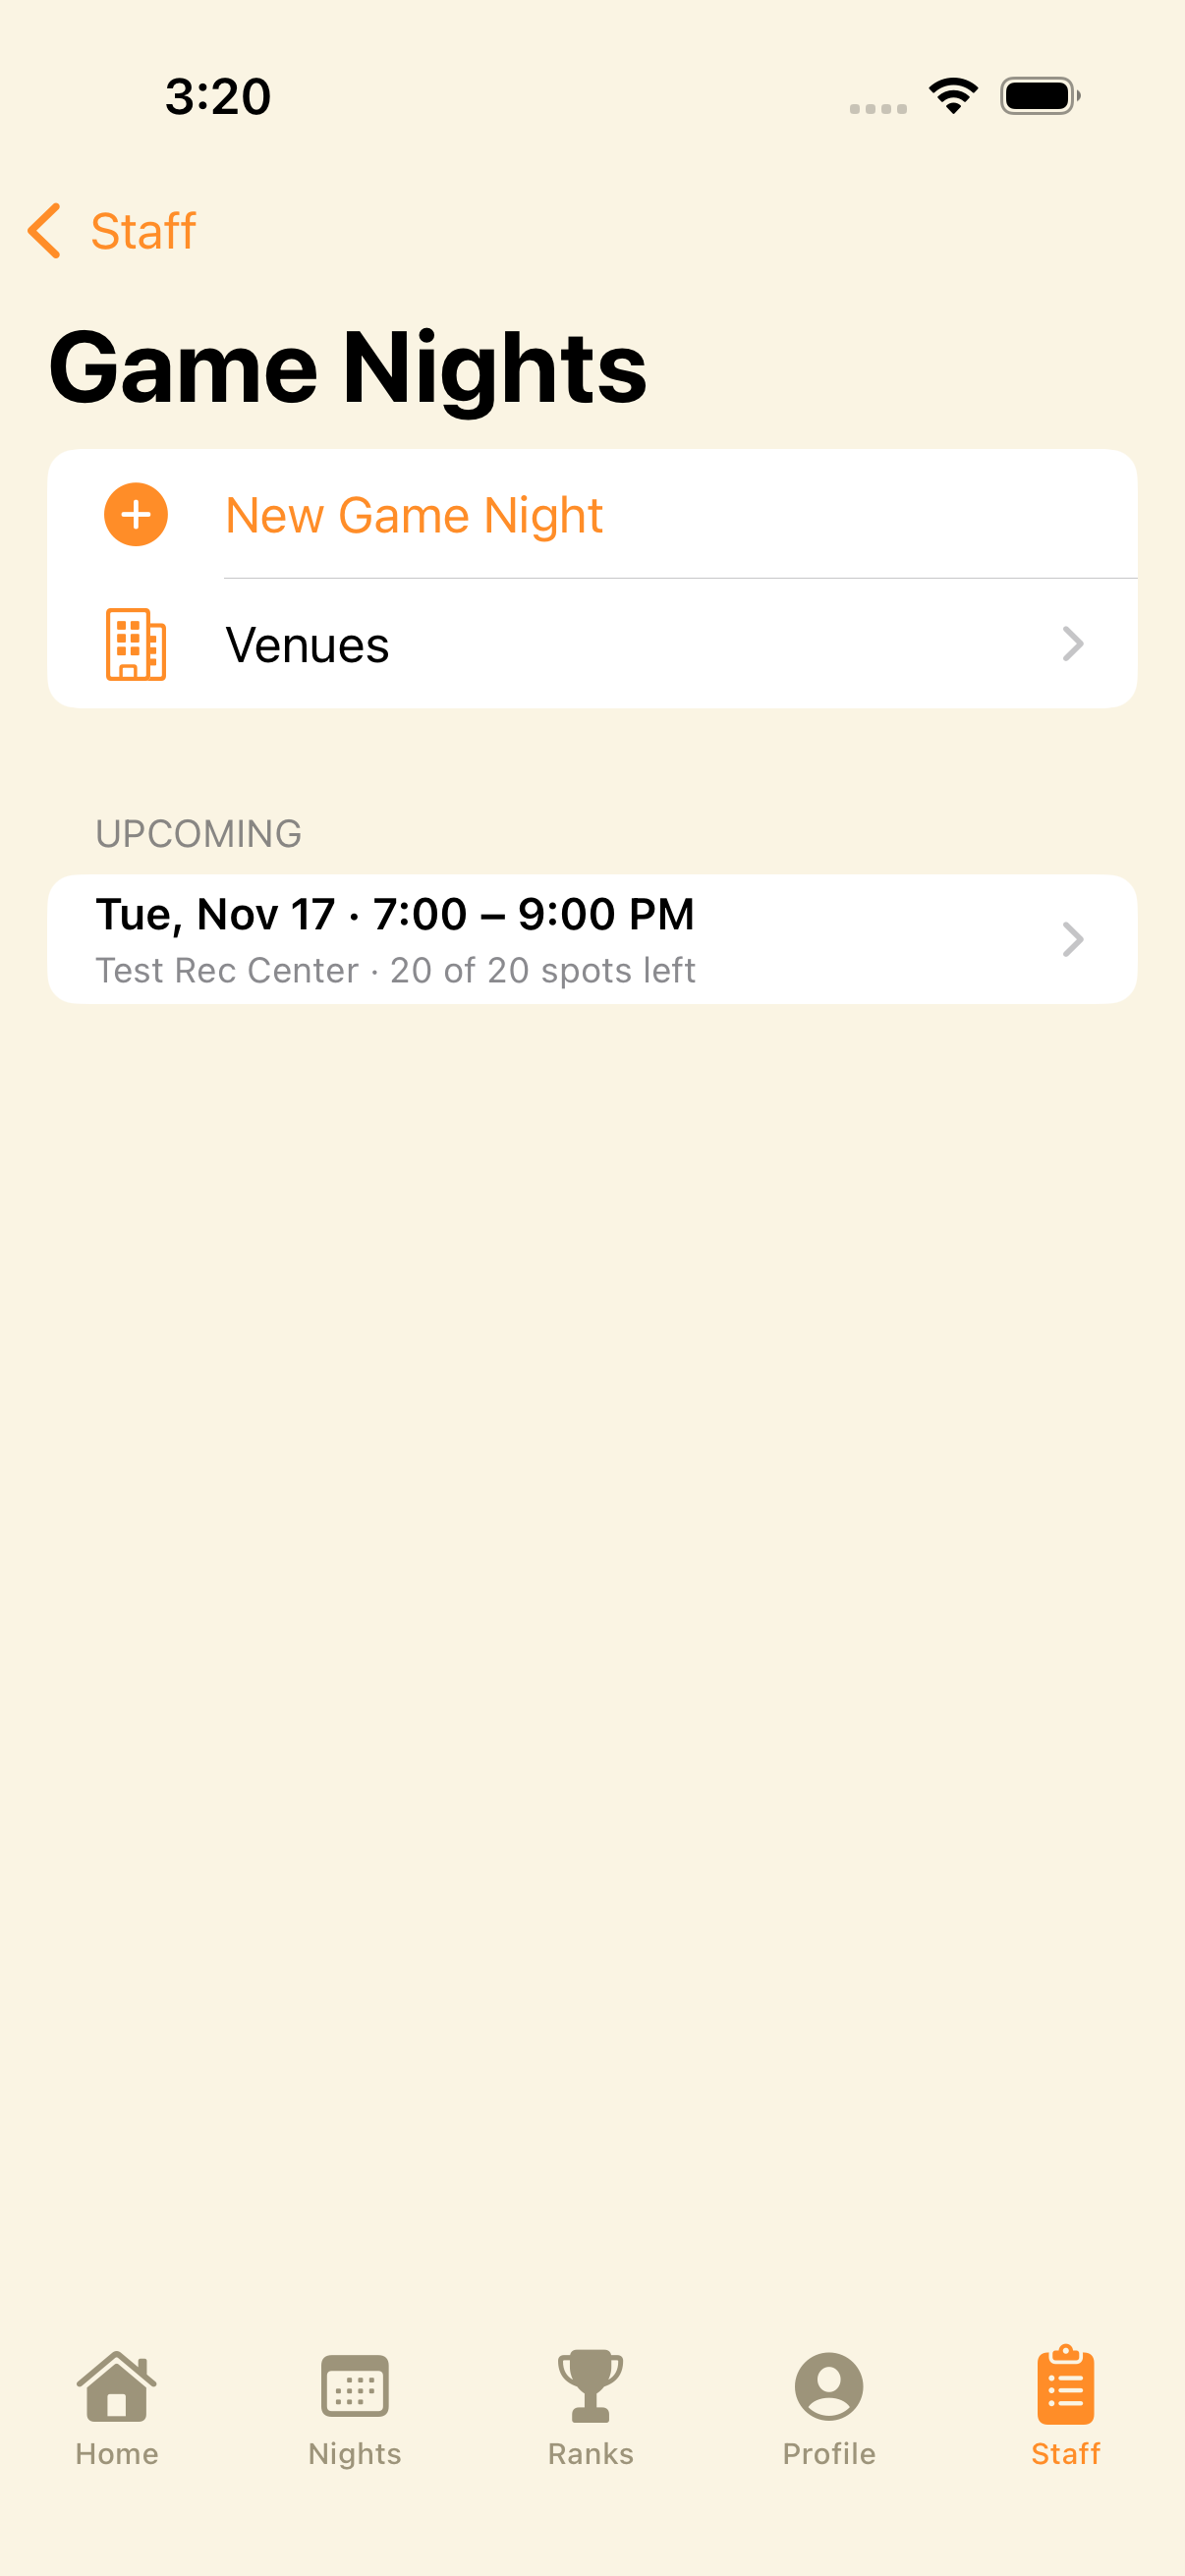 3:20
Staff
Game Nights
New Game Night
Venues
UPCOMING
Tue, Nov 17 · 7:00 – 9:00 PM
Test Rec Center · 20 of 20 spots left
Home
Nights
Ranks
Profile
Staff